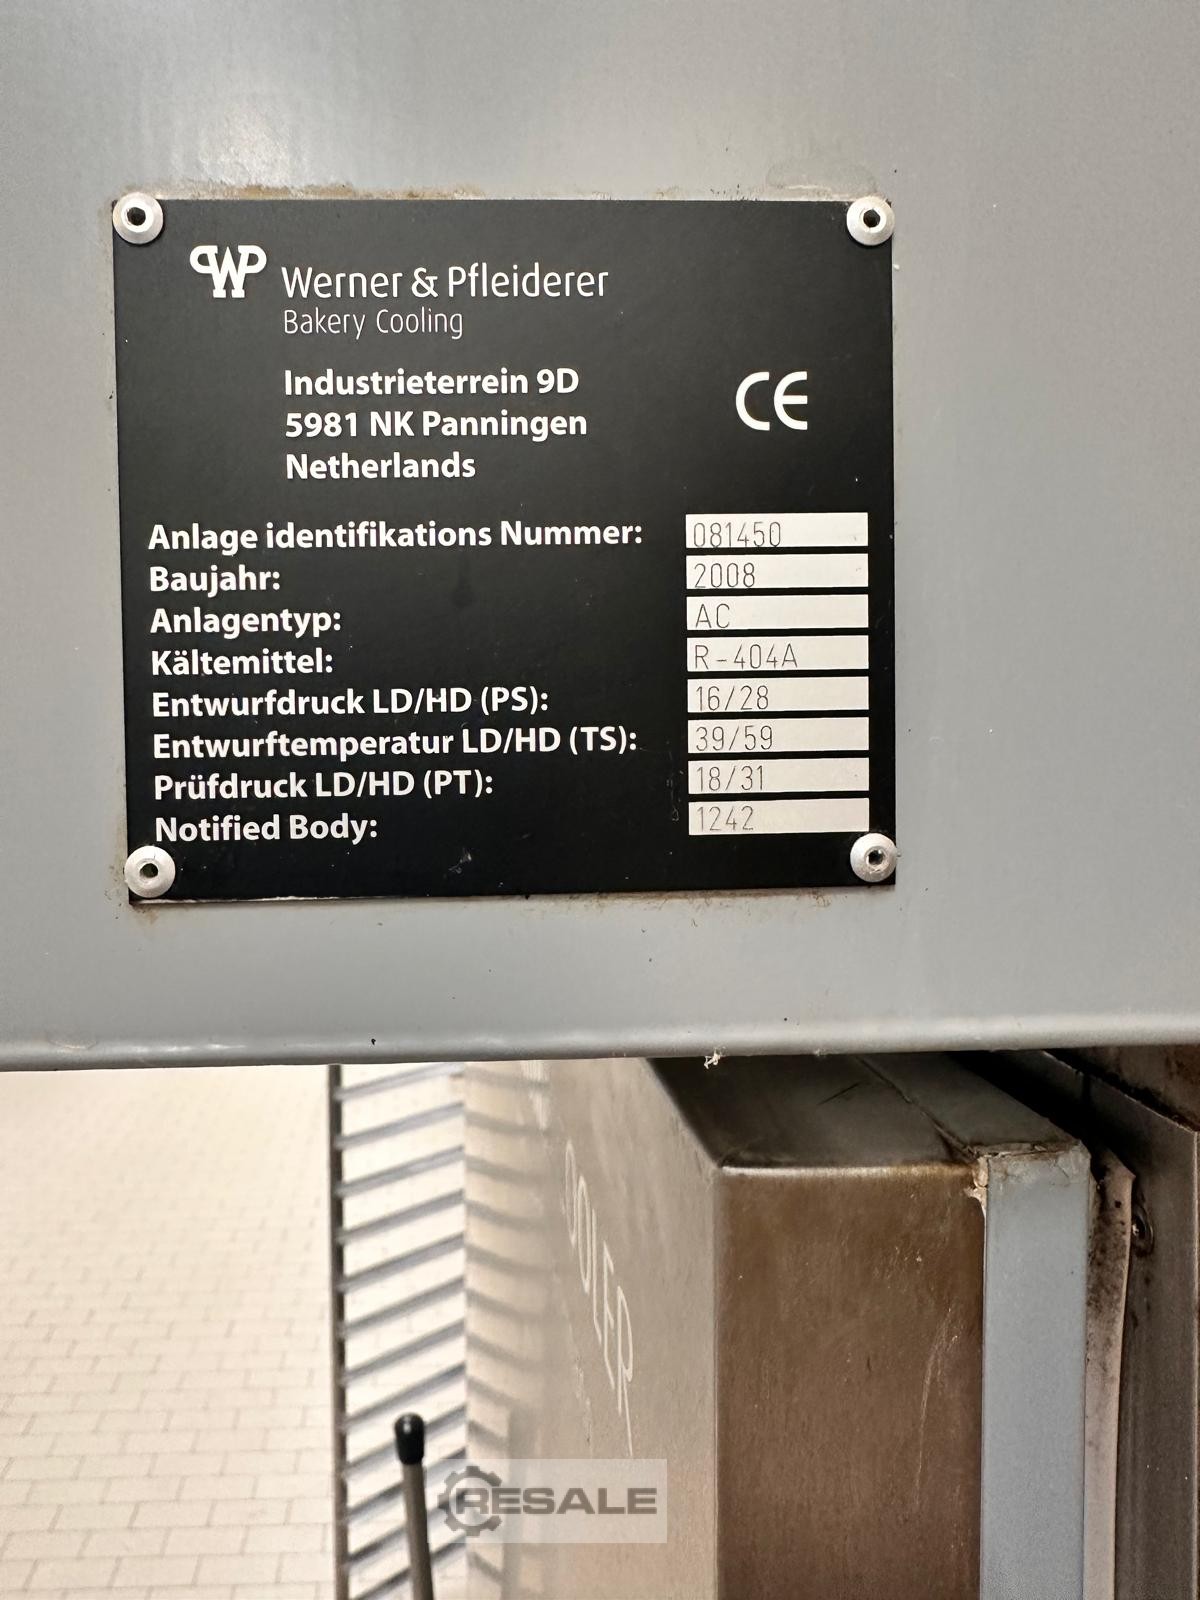 WP Werner & Pfleiderer
Bakery Cooling
Industrieterrein 9D
5981 NK Panningen
Netherlands
CE
Anlage identifikations Nummer: 081450
Baujahr: 2008
Anlagentyp: AC
Kältemittel: R-404A
Entwurfdruck LD/HD (PS): 16/28
Entwurftemperatur LD/HD (TS): 39/59
Prüfdruck LD/HD (PT): 18/31
Notified Body: 1242
RESALE